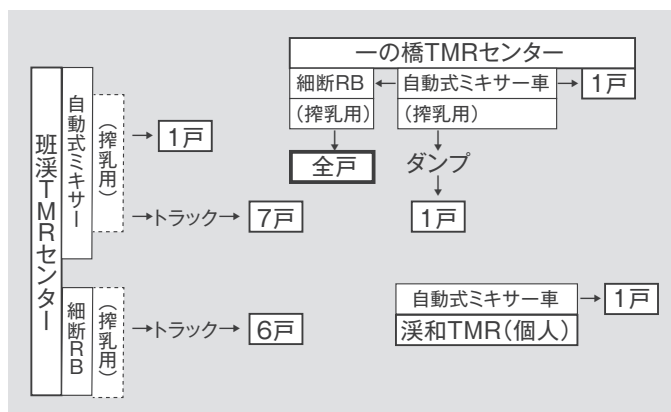 一の橋TMRセンター
細断RB ← 自動式ミキサー車 → 1戸
(搾乳用) (搾乳用)
全戸 ダンプ
1戸
班渓TMRセンター
自動式ミキサー
(搾乳用)
→ 1戸
→トラック→ 7戸
細断RB
(搾乳用)
→トラック→ 6戸
自動式ミキサー車 → 1戸
渓和TMR(個人)